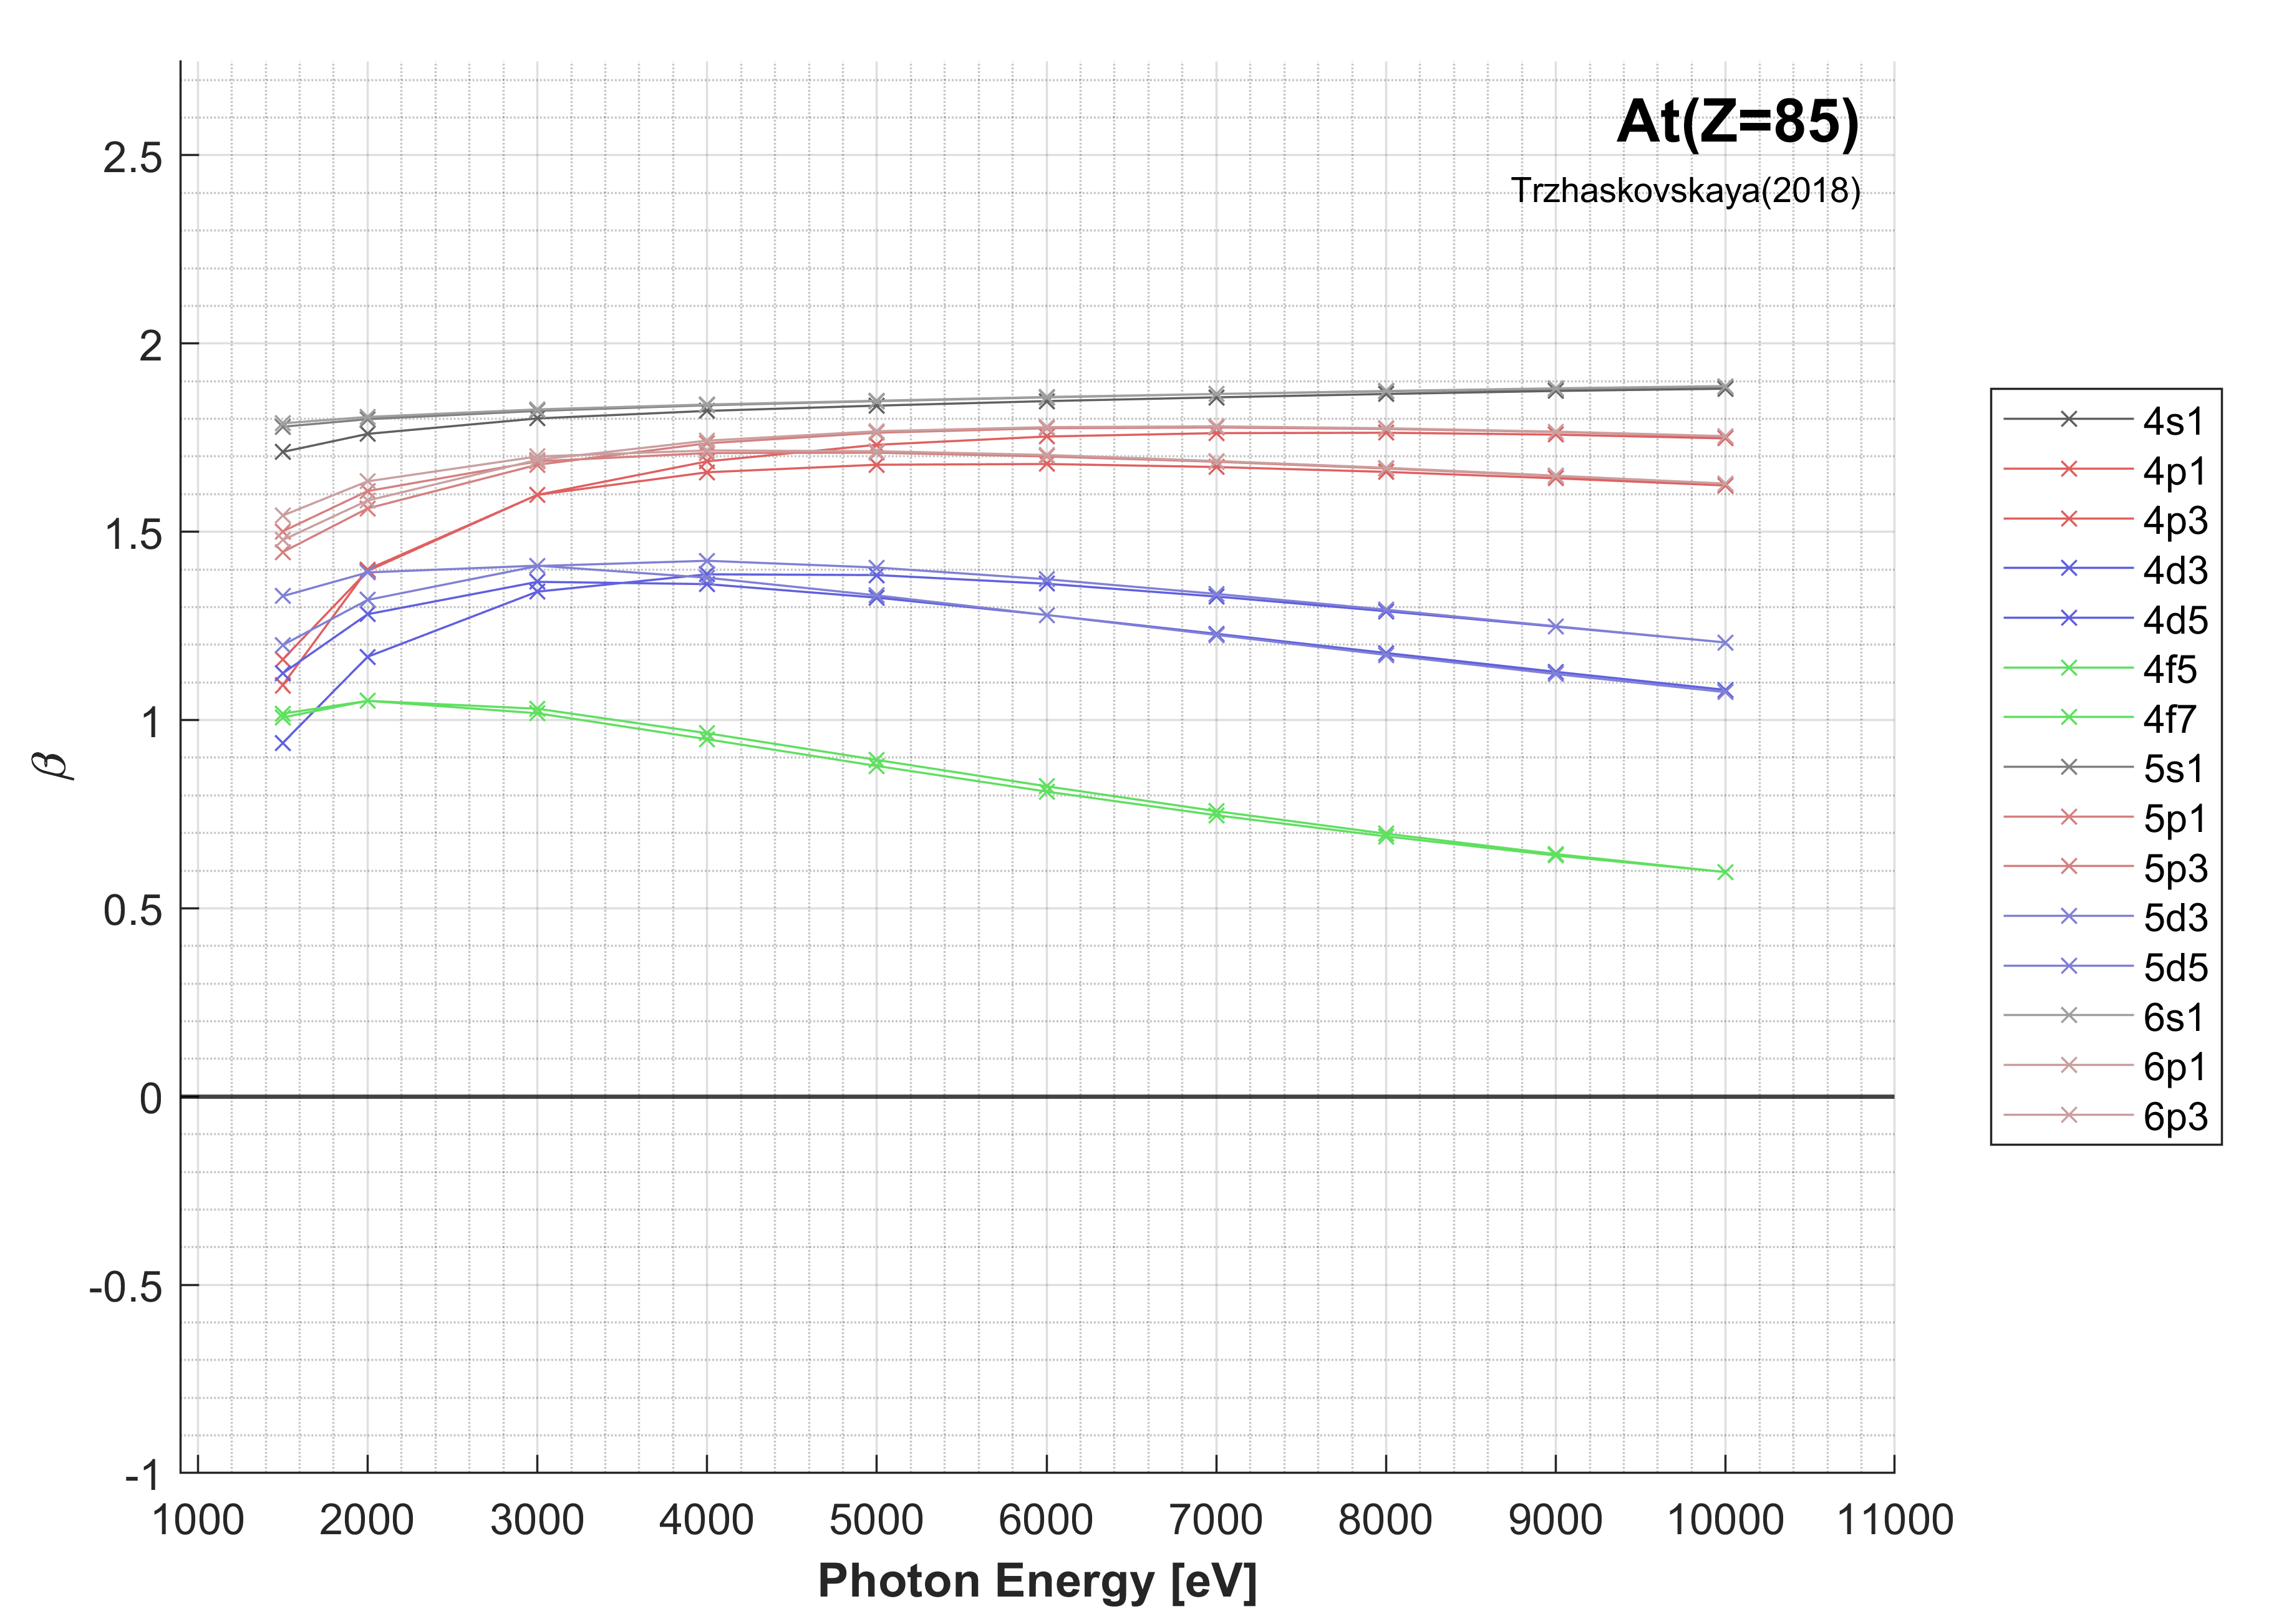 At(Z=85)
Trzhaskovskaya(2018)
2.5
2
1.5
1
0.5
0
-0.5
-1
β
1000 2000 3000 4000 5000 6000 7000 8000 9000 10000 11000
Photon Energy [eV]
4s1
4p1
4p3
4d3
4d5
4f5
4f7
5s1
5p1
5p3
5d3
5d5
6s1
6p1
6p3